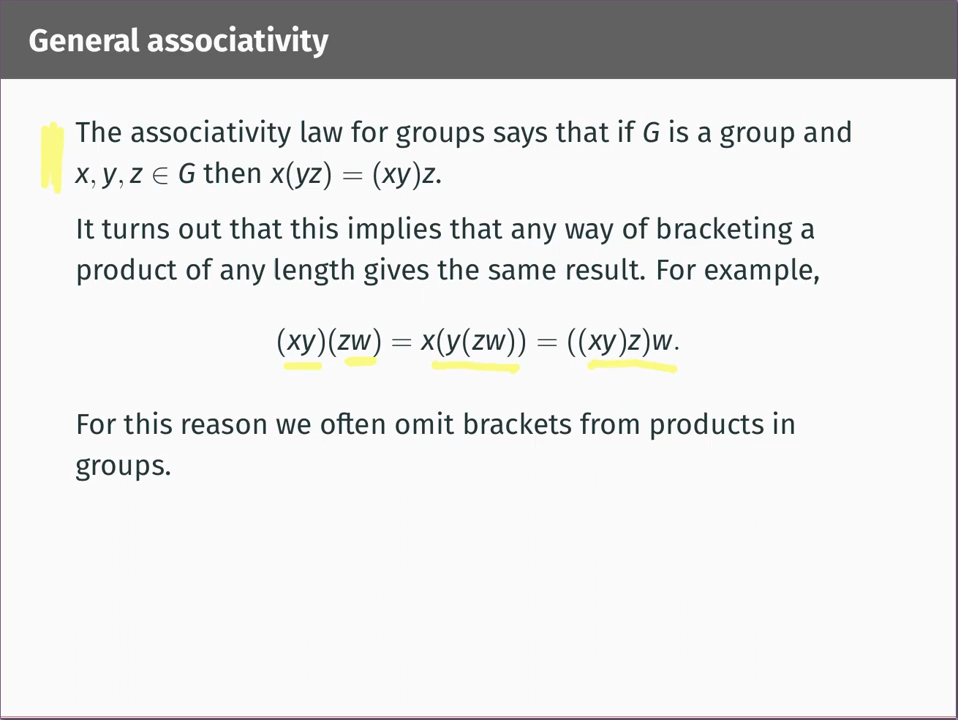 General associativity
The associativity law for groups says that if G is a group and
x, y, z ∈ G then x(yz) = (xy)z.
It turns out that this implies that any way of bracketing a
product of any length gives the same result. For example,
(xy)(zw) = x(y(zw)) = ((xy)z)w.
For this reason we often omit brackets from products in
groups.